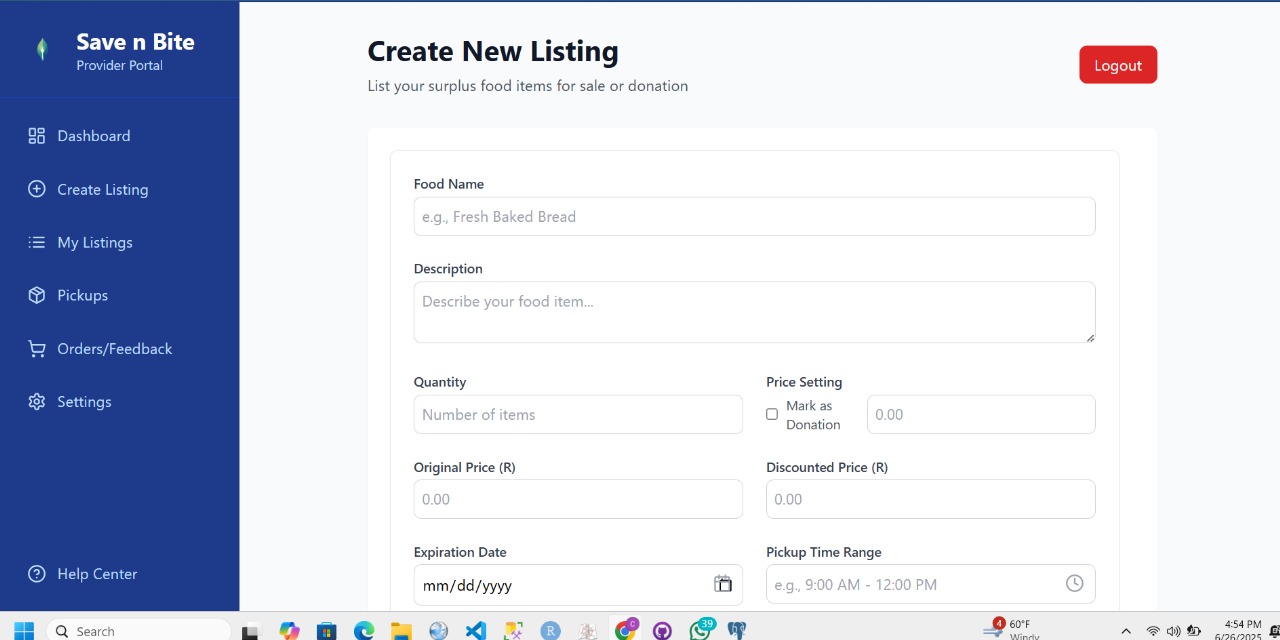 Save n Bite
Provider Portal
Dashboard
Create Listing
My Listings
Pickups
Orders/Feedback
Settings
Help Center
Create New Listing
List your surplus food items for sale or donation
Logout
Food Name
e.g., Fresh Baked Bread
Description
Describe your food item...
Quantity
Number of items
Price Setting
Mark as
Donation
0.00
Original Price (R)
0.00
Discounted Price (R)
0.00
Expiration Date
mm/dd/yyyy
Pickup Time Range
e.g., 9:00 AM - 12:00 PM
Search
R
C
39
4
60°F
Windy
4:54 PM
6/26/2025